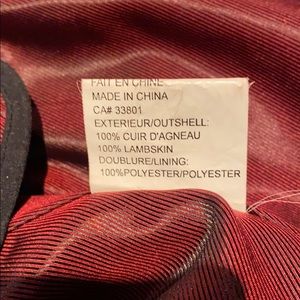 FAIT EN CHINE
MADE IN CHINA
CA# 33801
EXTERIEUR/OUTSHELL:
100% CUIR D'AGNEAU
100% LAMBSKIN
DOUBLURE/LINING:
100%POLYESTER/POLYESTER